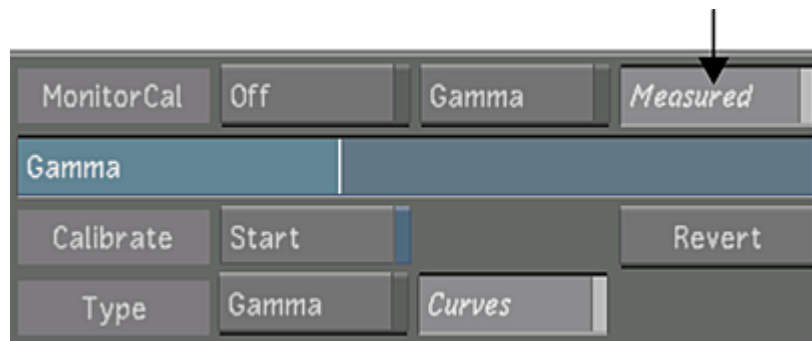 MonitorCal Off Gamma Measured
Gamma
Calibrate Start Revert
Type Gamma Curves